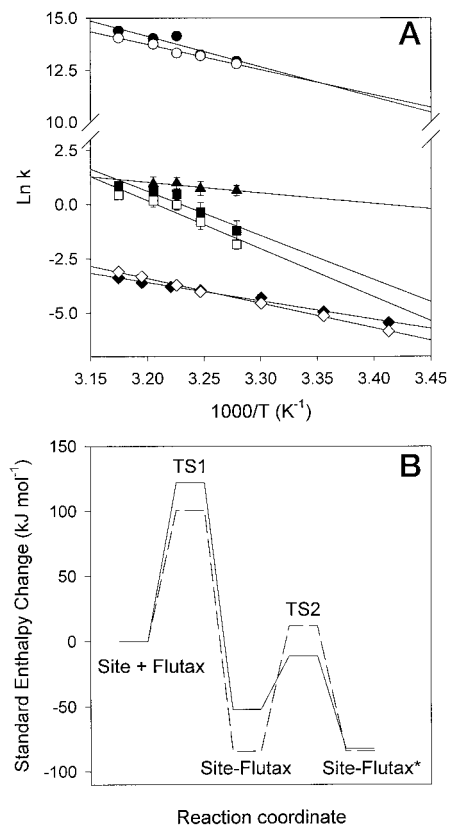 A
15.0
12.5
10.0
2.5
0.0
-2.5
-5.0
Ln k
3.15 3.20 3.25 3.30 3.35 3.40 3.45
1000/T (K-1)
B
150
100
50
0
-50
-100
Standard Enthalpy Change (kJ mol-1)
TS1
TS2
Site + Flutax
Site-Flutax
Site-Flutax*
Reaction coordinate